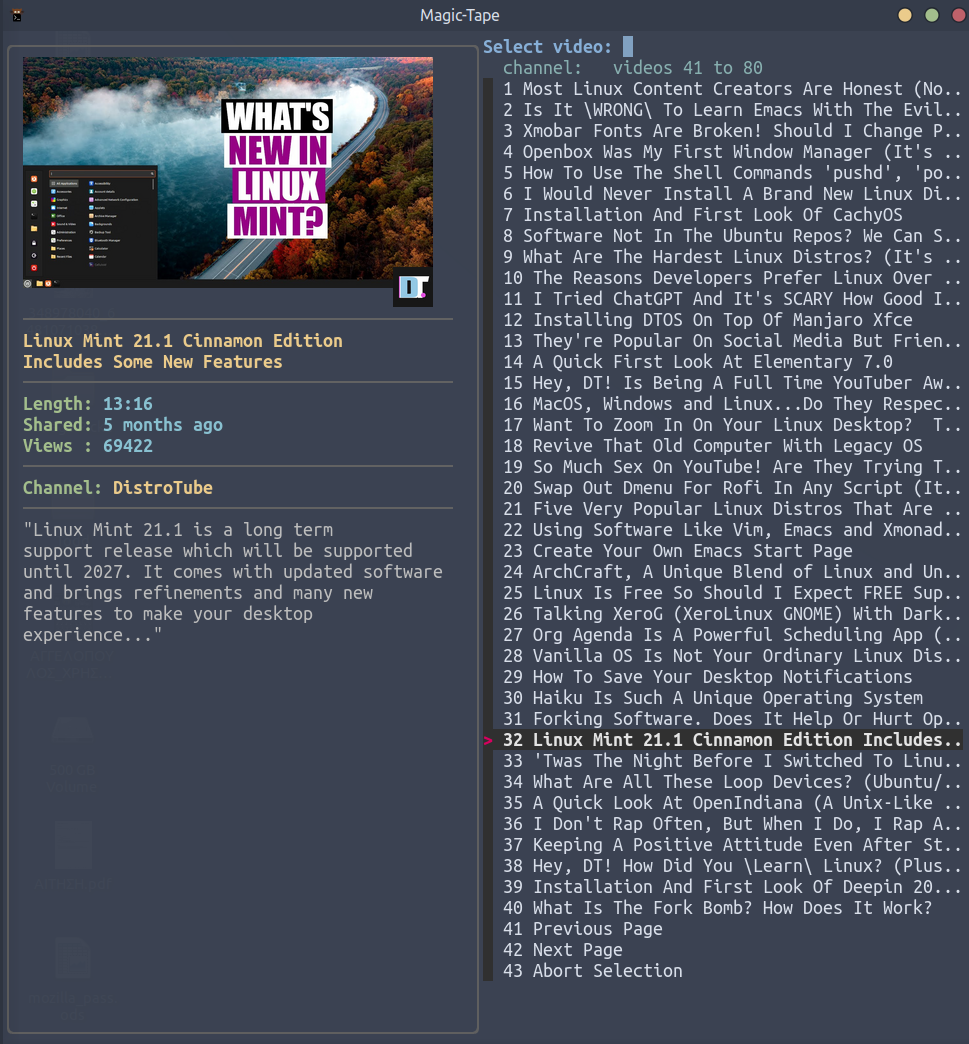 Magic-Tape
WHAT'S
NEW IN
LINUX
MINT?
DT
Linux Mint 21.1 Cinnamon Edition
Includes Some New Features
Length: 13:16
Shared: 5 months ago
Views : 69422
Channel: DistroTube
"Linux Mint 21.1 is a long term
support release which will be supported
until 2027. It comes with updated software
and brings refinements and many new
features to make your desktop
experience..."
Select video:
channel: videos 41 to 80
1 Most Linux Content Creators Are Honest (No..
2 Is It \WRONG\ To Learn Emacs With The Evil..
3 Xmobar Fonts Are Broken! Should I Change P..
4 Openbox Was My First Window Manager (It's ..
5 How To Use The Shell Commands 'pushd', 'po..
6 I Would Never Install A Brand New Linux Di..
7 Installation And First Look Of CachyOS
8 Software Not In The Ubuntu Repos? We Can S..
9 What Are The Hardest Linux Distros? (It's ..
10 The Reasons Developers Prefer Linux Over ..
11 I Tried ChatGPT And It's SCARY How Good I..
12 Installing DTOS On Top Of Manjaro Xfce
13 They're Popular On Social Media But Frien..
14 A Quick First Look At Elementary 7.0
15 Hey, DT! Is Being A Full Time YouTuber Aw..
16 MacOS, Windows and Linux...Do They Respec..
17 Want To Zoom In On Your Linux Desktop?  T..
18 Revive That Old Computer With Legacy OS
19 So Much Sex On YouTube! Are They Trying T..
20 Swap Out Dmenu For Rofi In Any Script (It..
21 Five Very Popular Linux Distros That Are ..
22 Using Software Like Vim, Emacs and Xmonad..
23 Create Your Own Emacs Start Page
24 ArchCraft, A Unique Blend of Linux and Un..
25 Linux Is Free So Should I Expect FREE Sup..
26 Talking XeroG (XeroLinux GNOME) With Dark..
27 Org Agenda Is A Powerful Scheduling App (..
28 Vanilla OS Is Not Your Ordinary Linux Dis..
29 How To Save Your Desktop Notifications
30 Haiku Is Such A Unique Operating System
31 Forking Software. Does It Help Or Hurt Op..
> 32 Linux Mint 21.1 Cinnamon Edition Includes..
33 'Twas The Night Before I Switched To Linu..
34 What Are All These Loop Devices? (Ubuntu/..
35 A Quick Look At OpenIndiana (A Unix-Like ..
36 I Don't Rap Often, But When I Do, I Rap A..
37 Keeping A Positive Attitude Even After St..
38 Hey, DT! How Did You \Learn\ Linux? (Plus..
39 Installation And First Look Of Deepin 20...
40 What Is The Fork Bomb? How Does It Work?
41 Previous Page
42 Next Page
43 Abort Selection